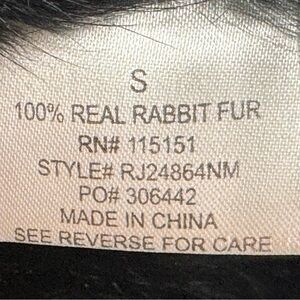 S
100% REAL RABBIT FUR
RN# 115151
STYLE# RJ24864NM
PO# 306442
MADE IN CHINA
SEE REVERSE FOR CARE